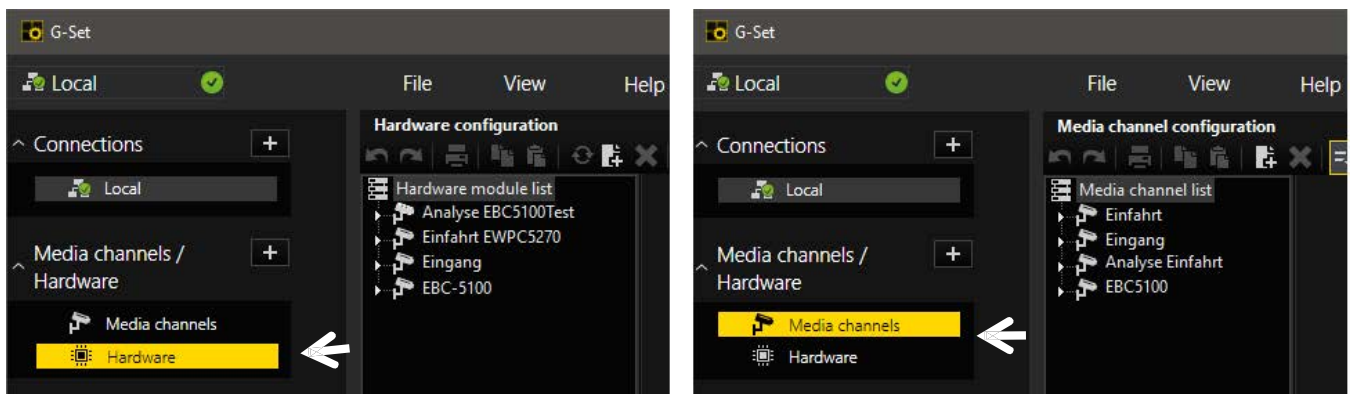 G-Set
Local
File View Help
Connections
Hardware configuration
Local
Hardware module list
Analyse EBC5100Test
Einfahrt EWPC5270
Eingang
EBC-5100
Media channels /
Hardware
Media channels
Hardware
G-Set
Local
File View Help
Connections
Media channel configuration
Local
Media channel list
Einfahrt
Eingang
Analyse Einfahrt
EBC5100
Media channels /
Hardware
Media channels
Hardware